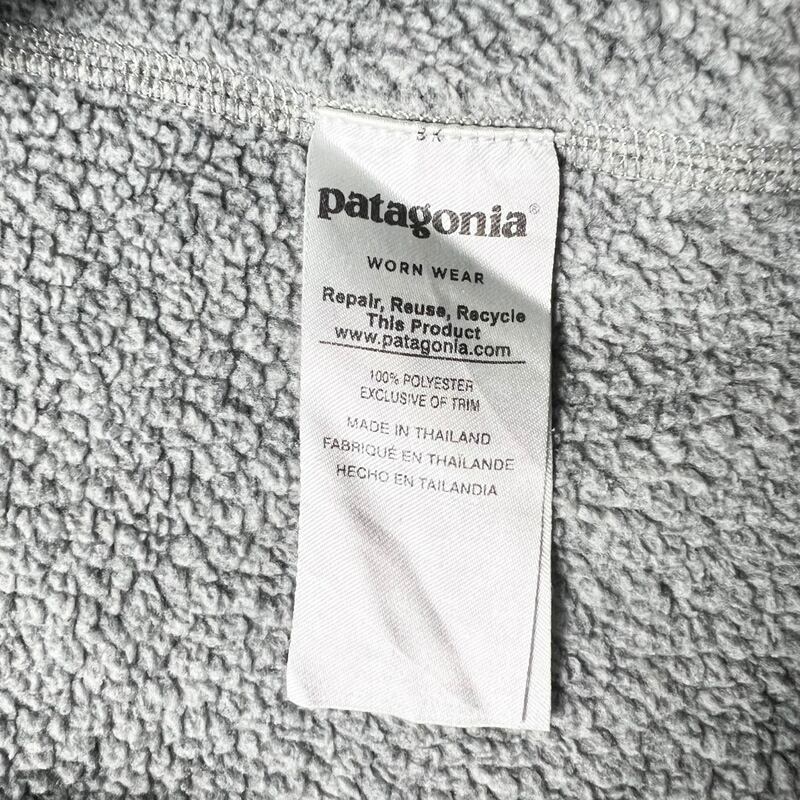 patagonia®
WORN WEAR
Repair, Reuse, Recycle
This Product
www.patagonia.com
100% POLYESTER
EXCLUSIVE OF TRIM
MADE IN THAILAND
FABRIQUÉ EN THAÏLANDE
HECHO EN TAILANDIA